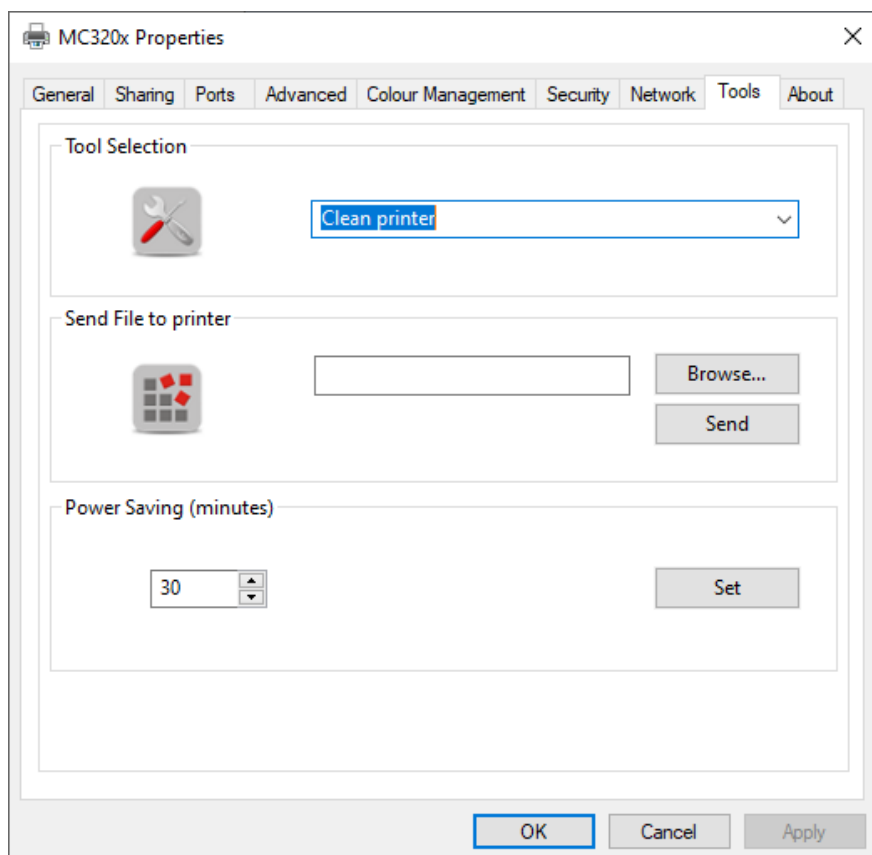 MC320x Properties
General Sharing Ports Advanced Colour Management Security Network Tools About
Tool Selection
Clean printer
Send File to printer
Browse...
Send
Power Saving (minutes)
30 Set
OK Cancel Apply